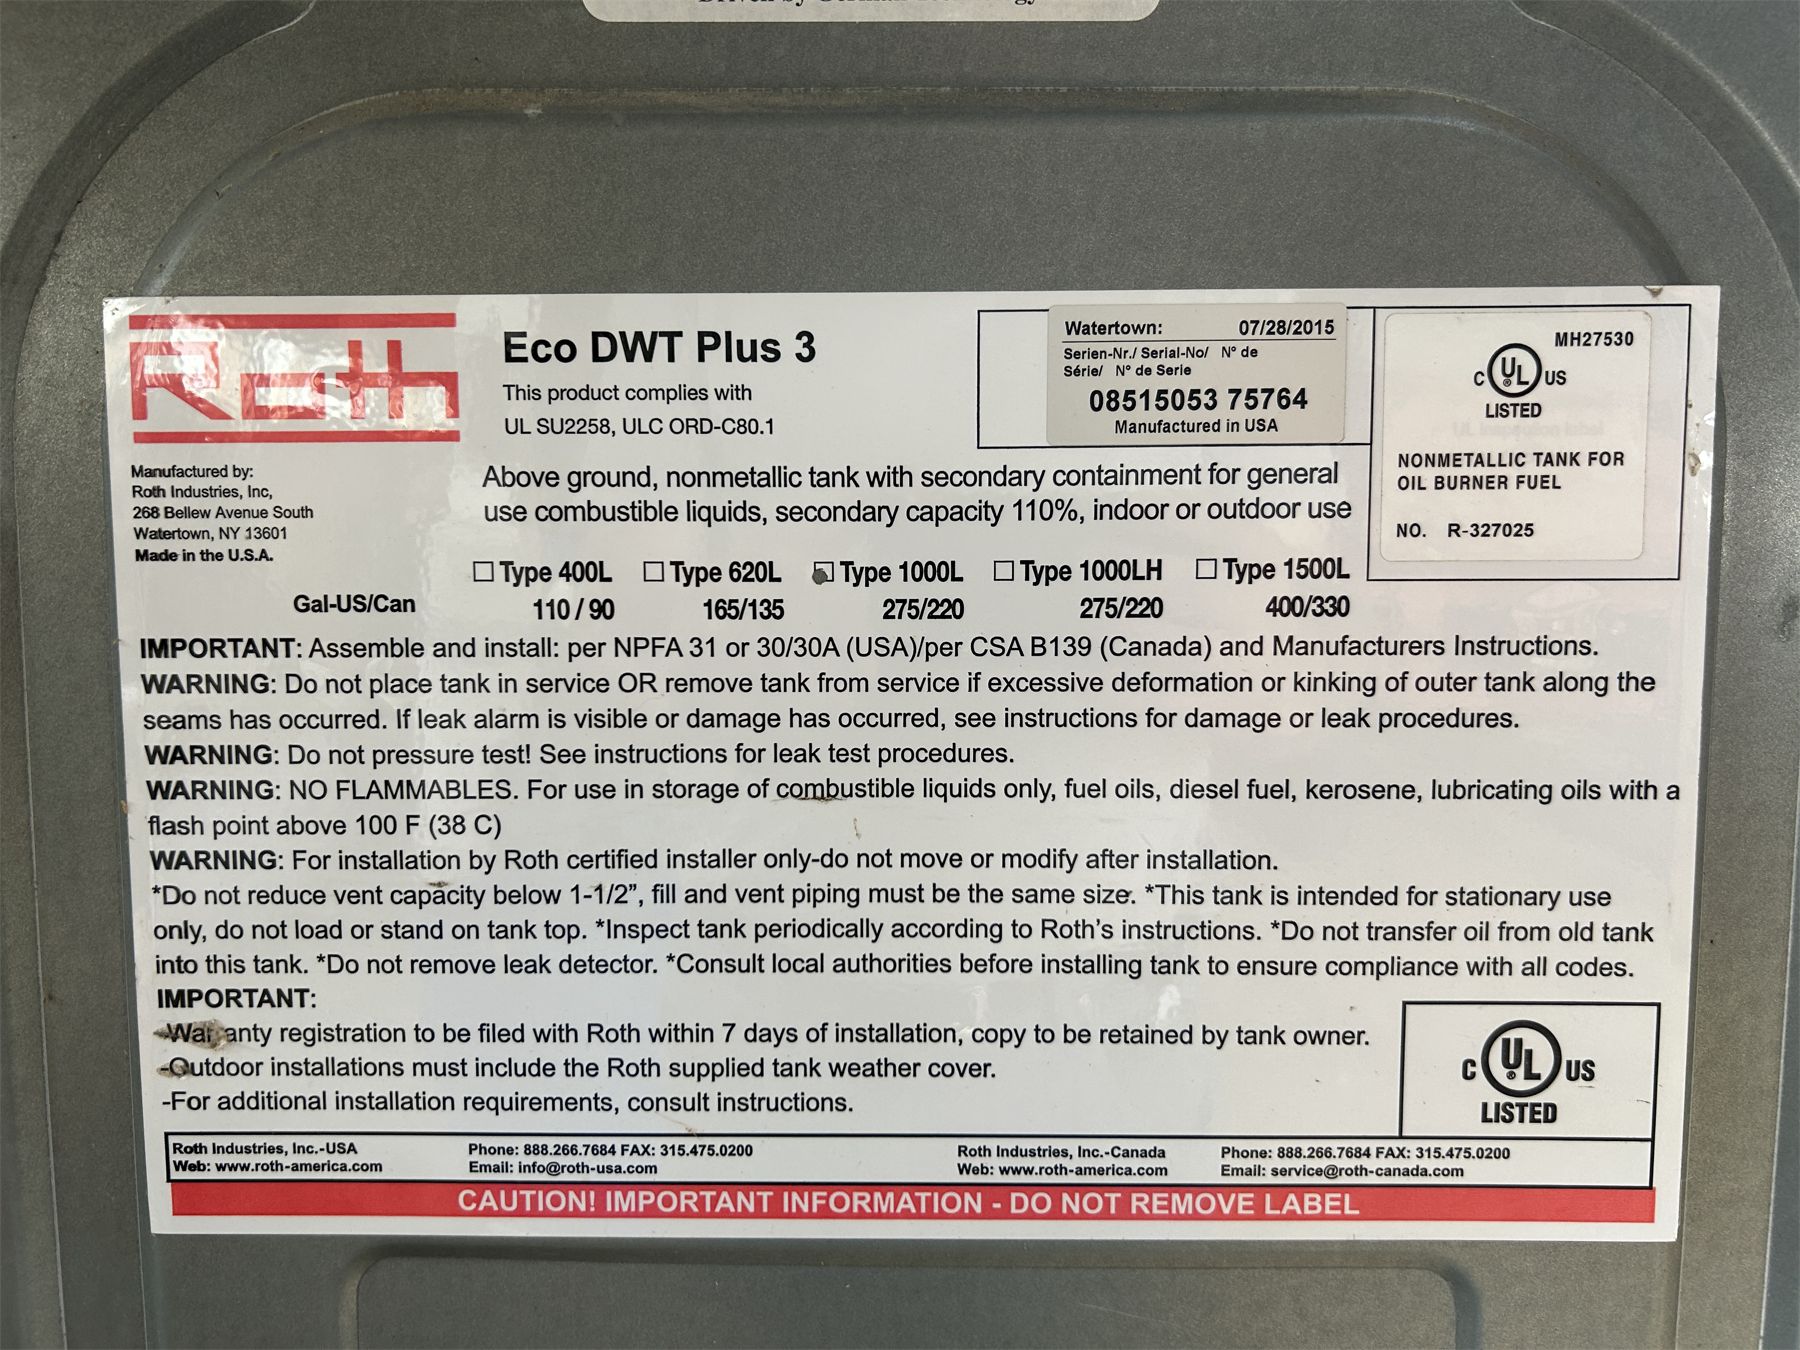 Driven by German Technology
Roth
Eco DWT Plus 3
This product complies with
UL SU2258, ULC ORD-C80.1
Watertown: 07/28/2015
Serien-Nr./ Serial-No/ N° de
Série/ N° de Serie
08515053 75764
Manufactured in USA
MH27530
C UL ® US
LISTED
UL inspection label
NONMETALLIC TANK FOR
OIL BURNER FUEL
NO. R-327025
Manufactured by:
Roth Industries, Inc,
268 Bellew Avenue South
Watertown, NY 13601
Made in the U.S.A.
Above ground, nonmetallic tank with secondary containment for general
use combustible liquids, secondary capacity 110%, indoor or outdoor use
Type 400L Type 620L Type 1000L Type 1000LH Type 1500L
Gal-US/Can 110 / 90 165/135 275/220 275/220 400/330
IMPORTANT: Assemble and install: per NPFA 31 or 30/30A (USA)/per CSA B139 (Canada) and Manufacturers Instructions.
WARNING: Do not place tank in service OR remove tank from service if excessive deformation or kinking of outer tank along the
seams has occurred. If leak alarm is visible or damage has occurred, see instructions for damage or leak procedures.
WARNING: Do not pressure test! See instructions for leak test procedures.
WARNING: NO FLAMMABLES. For use in storage of combustible liquids only, fuel oils, diesel fuel, kerosene, lubricating oils with a
flash point above 100 F (38 C)
WARNING: For installation by Roth certified installer only-do not move or modify after installation.
*Do not reduce vent capacity below 1-1/2”, fill and vent piping must be the same size. *This tank is intended for stationary use
only, do not load or stand on tank top. *Inspect tank periodically according to Roth's instructions. *Do not transfer oil from old tank
into this tank. *Do not remove leak detector. *Consult local authorities before installing tank to ensure compliance with all codes.
IMPORTANT:
-Warranty registration to be filed with Roth within 7 days of installation, copy to be retained by tank owner.
-Outdoor installations must include the Roth supplied tank weather cover.
-For additional installation requirements, consult instructions.
C UL ® US
LISTED
Roth Industries, Inc.-USA Phone: 888.266.7684 FAX: 315.475.0200 Roth Industries, Inc.-Canada Phone: 888.266.7684 FAX: 315.475.0200
Web: www.roth-america.com Email: info@roth-usa.com Web: www.roth-america.com Email: service@roth-canada.com
CAUTION! IMPORTANT INFORMATION - DO NOT REMOVE LABEL